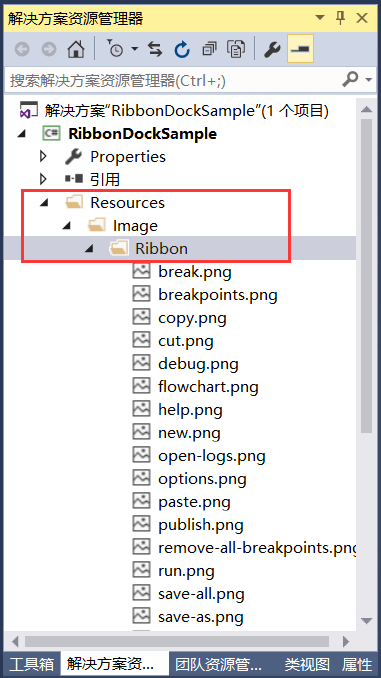 解决方案资源管理器
搜索解决方案资源管理器(Ctrl+;)
解决方案"RibbonDockSample"(1 个项目)
C# RibbonDockSample
Properties
引用
Resources
Image
Ribbon
break.png
breakpoints.png
copy.png
cut.png
debug.png
flowchart.png
help.png
new.png
open-logs.png
options.png
paste.png
publish.png
remove-all-breakpoints.png
run.png
save-all.png
save-as.png
工具箱 解决方案资... 团队资源管... 类视图 属性